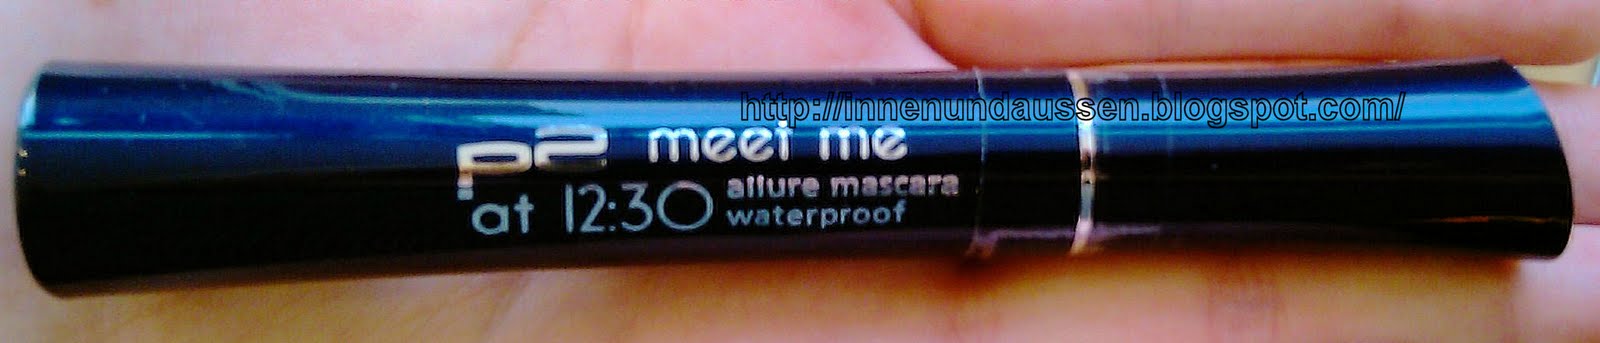 http://innenundaussen.blogspot.com/
p2 meet me
at 12:30 allure mascara
waterproof